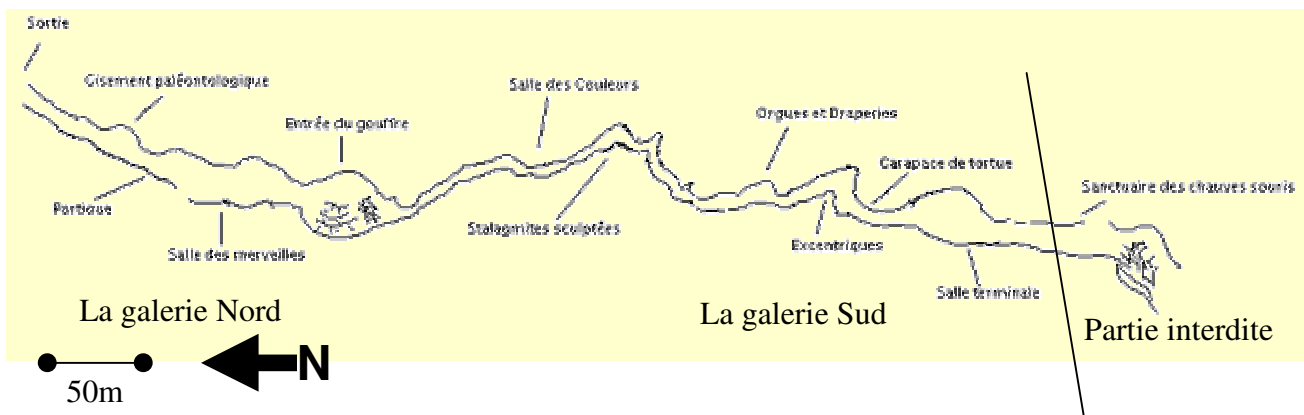 Sortie
Gisement paléontologique
Salle des Couleurs
Entrée du gouffre
Orgues et Draperies
Carapace de tortue
Sanctuaire des chauves souris
Portique
Stalagmites sculptées
Excentriques
Salle des merveilles
Salle terminale
La galerie Nord
La galerie Sud
Partie interdite
N
50m